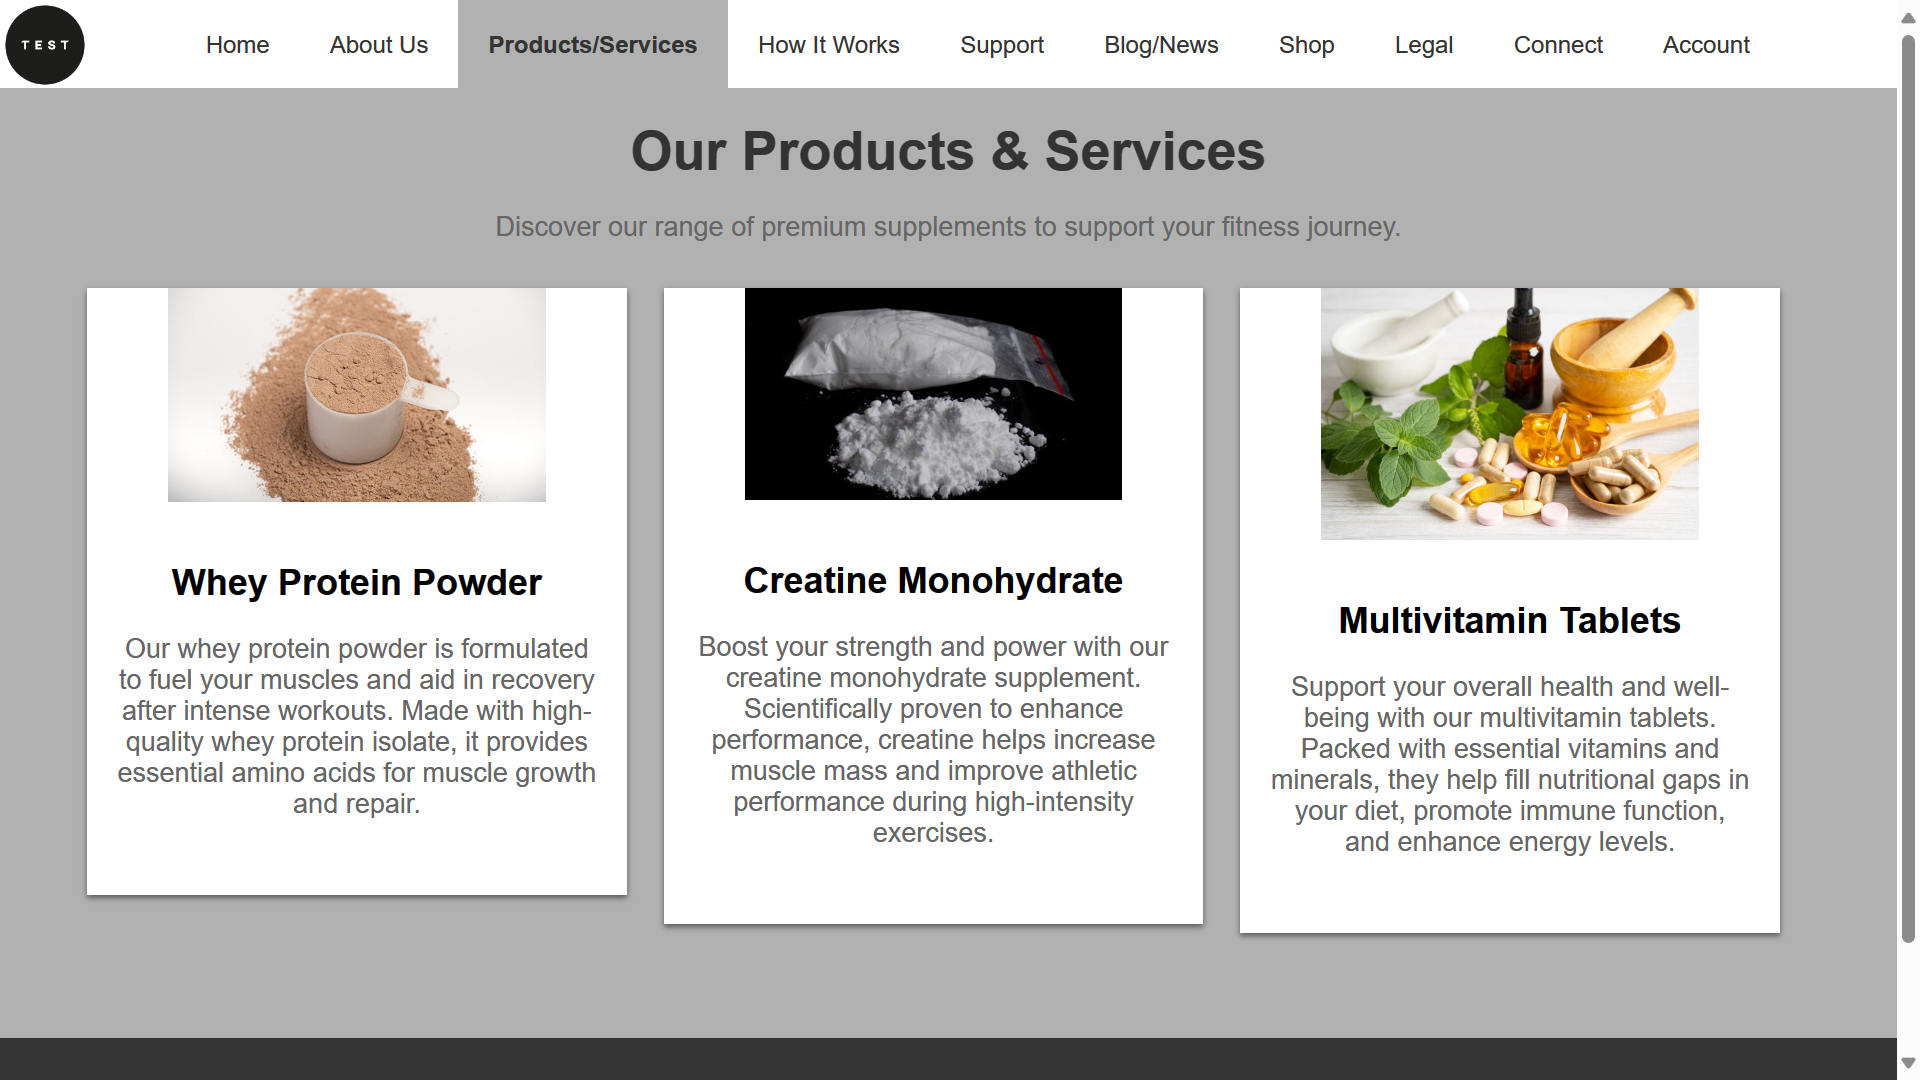 TEST
Home About Us Products/Services How It Works Support Blog/News Shop Legal Connect Account
Our Products & Services
Discover our range of premium supplements to support your fitness journey.
Whey Protein Powder
Our whey protein powder is formulated
to fuel your muscles and aid in recovery
after intense workouts. Made with high-
quality whey protein isolate, it provides
essential amino acids for muscle growth
and repair.
Creatine Monohydrate
Boost your strength and power with our
creatine monohydrate supplement.
Scientifically proven to enhance
performance, creatine helps increase
muscle mass and improve athletic
performance during high-intensity
exercises.
Multivitamin Tablets
Support your overall health and well-
being with our multivitamin tablets.
Packed with essential vitamins and
minerals, they help fill nutritional gaps in
your diet, promote immune function,
and enhance energy levels.